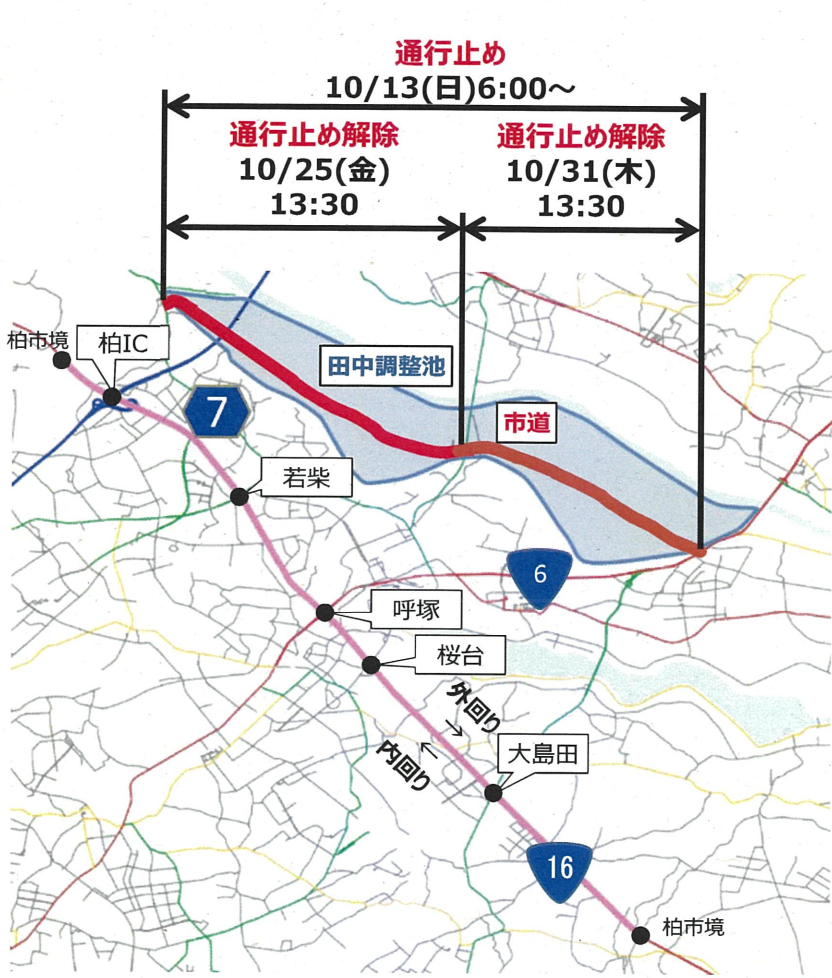 通行止め
10/13(日)6:00～
通行止め解除
10/25(金)
13:30
通行止め解除
10/31(木)
13:30
柏市境
柏IC
田中調整池
7
市道
若柴
6
呼塚
桜台
外回り
→
←
内回り
大島田
16
柏市境